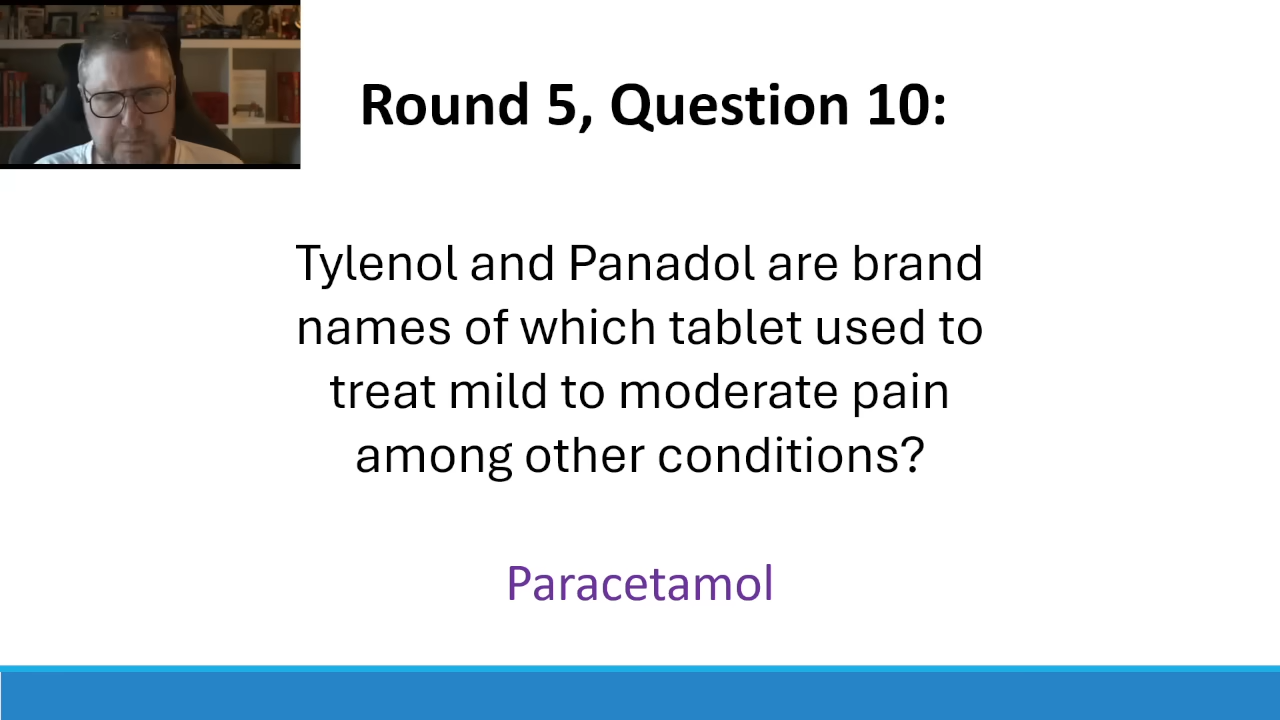 Round 5, Question 10:
Tylenol and Panadol are brand
names of which tablet used to
treat mild to moderate pain
among other conditions?
Paracetamol